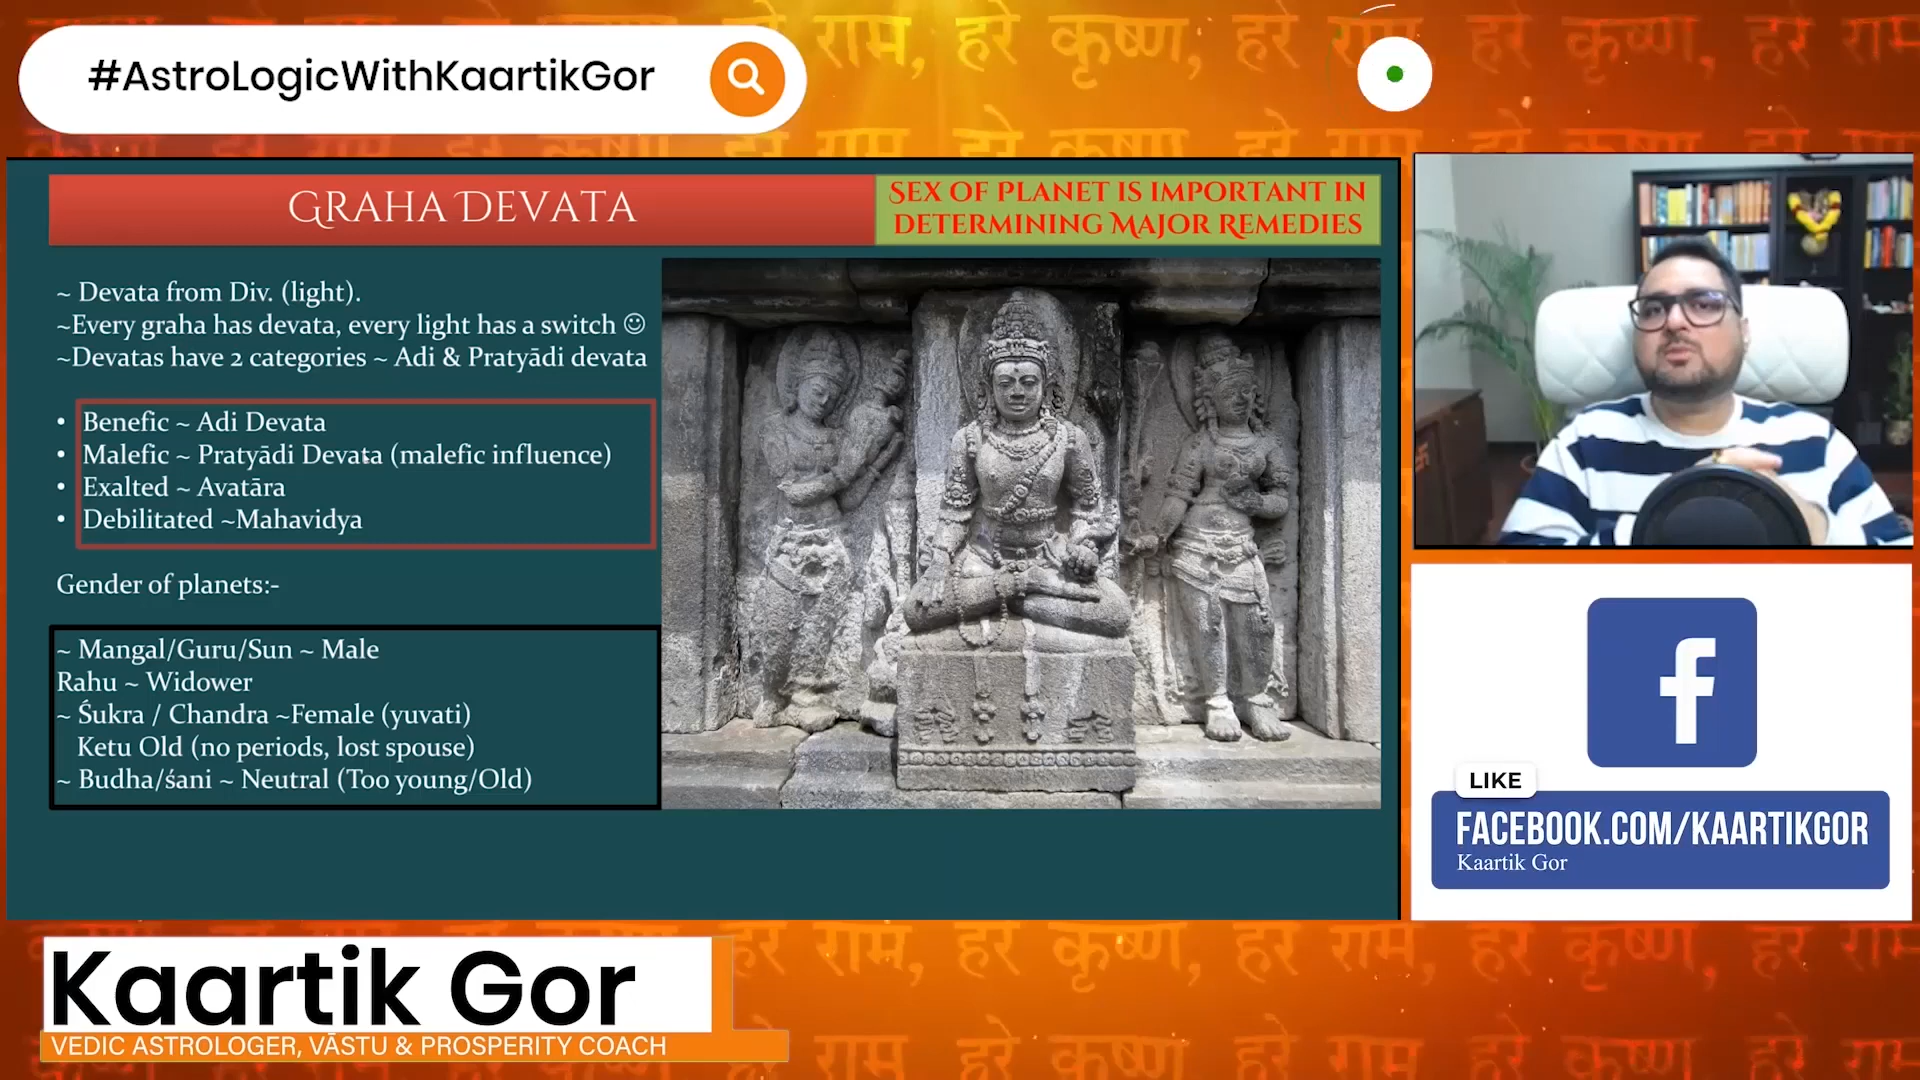 हरे राम, हरे कृष्ण, हरे राम
#AstroLogicWithKaartikGor
GRAHA DEVATA
SEX OF PLANET IS IMPORTANT IN
DETERMINING MAJOR REMEDIES
~ Devata from Div. (light).
~Every graha has devata, every light has a switch ☺
~Devatas have 2 categories ~ Adi & Pratyādi devata
• Benefic ~ Adi Devata
• Malefic ~ Pratyādi Devata (malefic influence)
• Exalted ~ Avatāra
• Debilitated ~Mahavidya
Gender of planets:-
~ Mangal/Guru/Sun ~ Male
Rahu ~ Widower
~ Śukra / Chandra ~Female (yuvati)
Ketu Old (no periods, lost spouse)
~ Budha/śani ~ Neutral (Too young/Old)
f
LIKE
FACEBOOK.COM/KAARTIKGOR
Kaartik Gor
Kaartik Gor
VEDIC ASTROLOGER, VĀSTU & PROSPERITY COACH
हरे राम, हरे कृष्ण, हरे राम, हरे कृष्ण, हरे राम